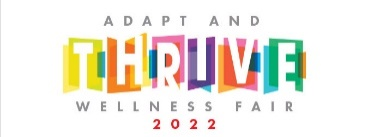 ADAPT AND
THRIVE
WELLNESS FAIR
2022